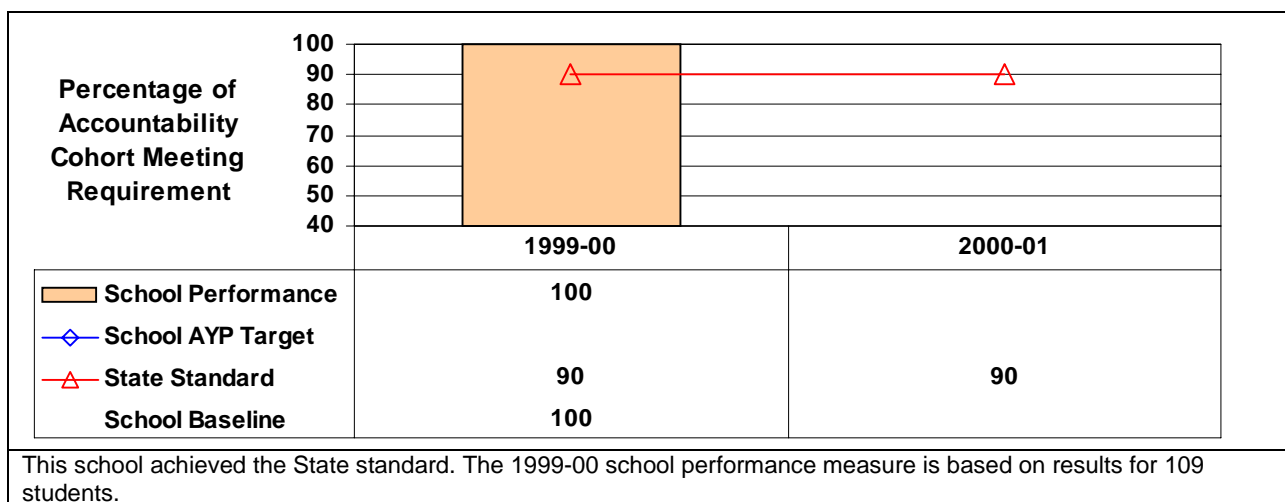 Percentage of
Accountability
Cohort Meeting
Requirement
100
90
80
70
60
50
40
1999-00 2000-01
School Performance 100
School AYP Target
State Standard 90 90
School Baseline 100
This school achieved the State standard. The 1999-00 school performance measure is based on results for 109
students.